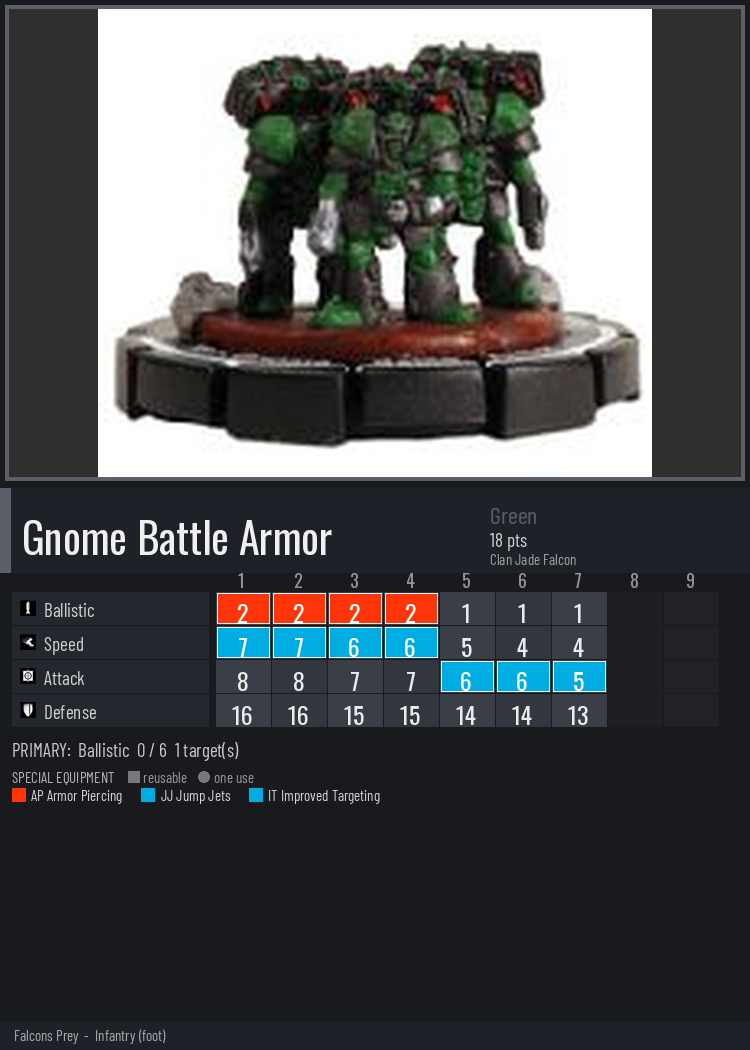 Gnome Battle Armor
Green
18 pts
Clan Jade Falcon
1 2 3 4 5 6 7 8 9
Ballistic 2 2 2 2 1 1 1
Speed 7 7 6 6 5 4 4
Attack 8 8 7 7 6 6 5
Defense 16 16 15 15 14 14 13
PRIMARY: Ballistic 0 / 6 1 target(s)
SPECIAL EQUIPMENT reusable one use
AP Armor Piercing JJ Jump Jets IT Improved Targeting
Falcons Prey - Infantry (foot)